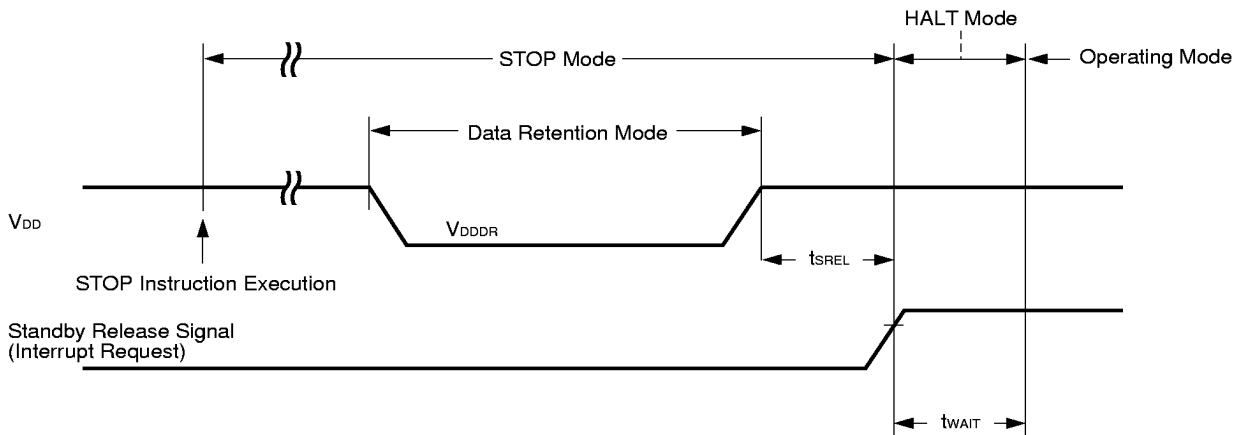 HALT Mode
STOP Mode
Operating Mode
Data Retention Mode
VDD
VDDDR
STOP Instruction Execution
tSREL
Standby Release Signal
(Interrupt Request)
tWAIT